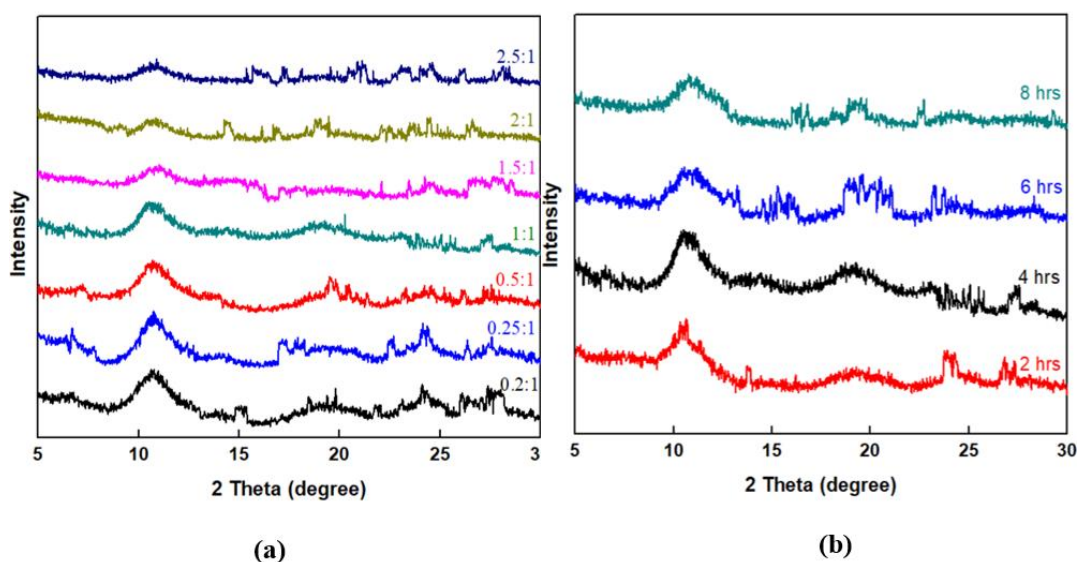 2.5:1
2:1
1.5:1
1:1
0.5:1
0.25:1
0.2:1
Intensity
5 10 15 20 25 3
2 Theta (degree)
(a)
8 hrs
6 hrs
4 hrs
2 hrs
Intensity
5 10 15 20 25 30
2 Theta (degree)
(b)